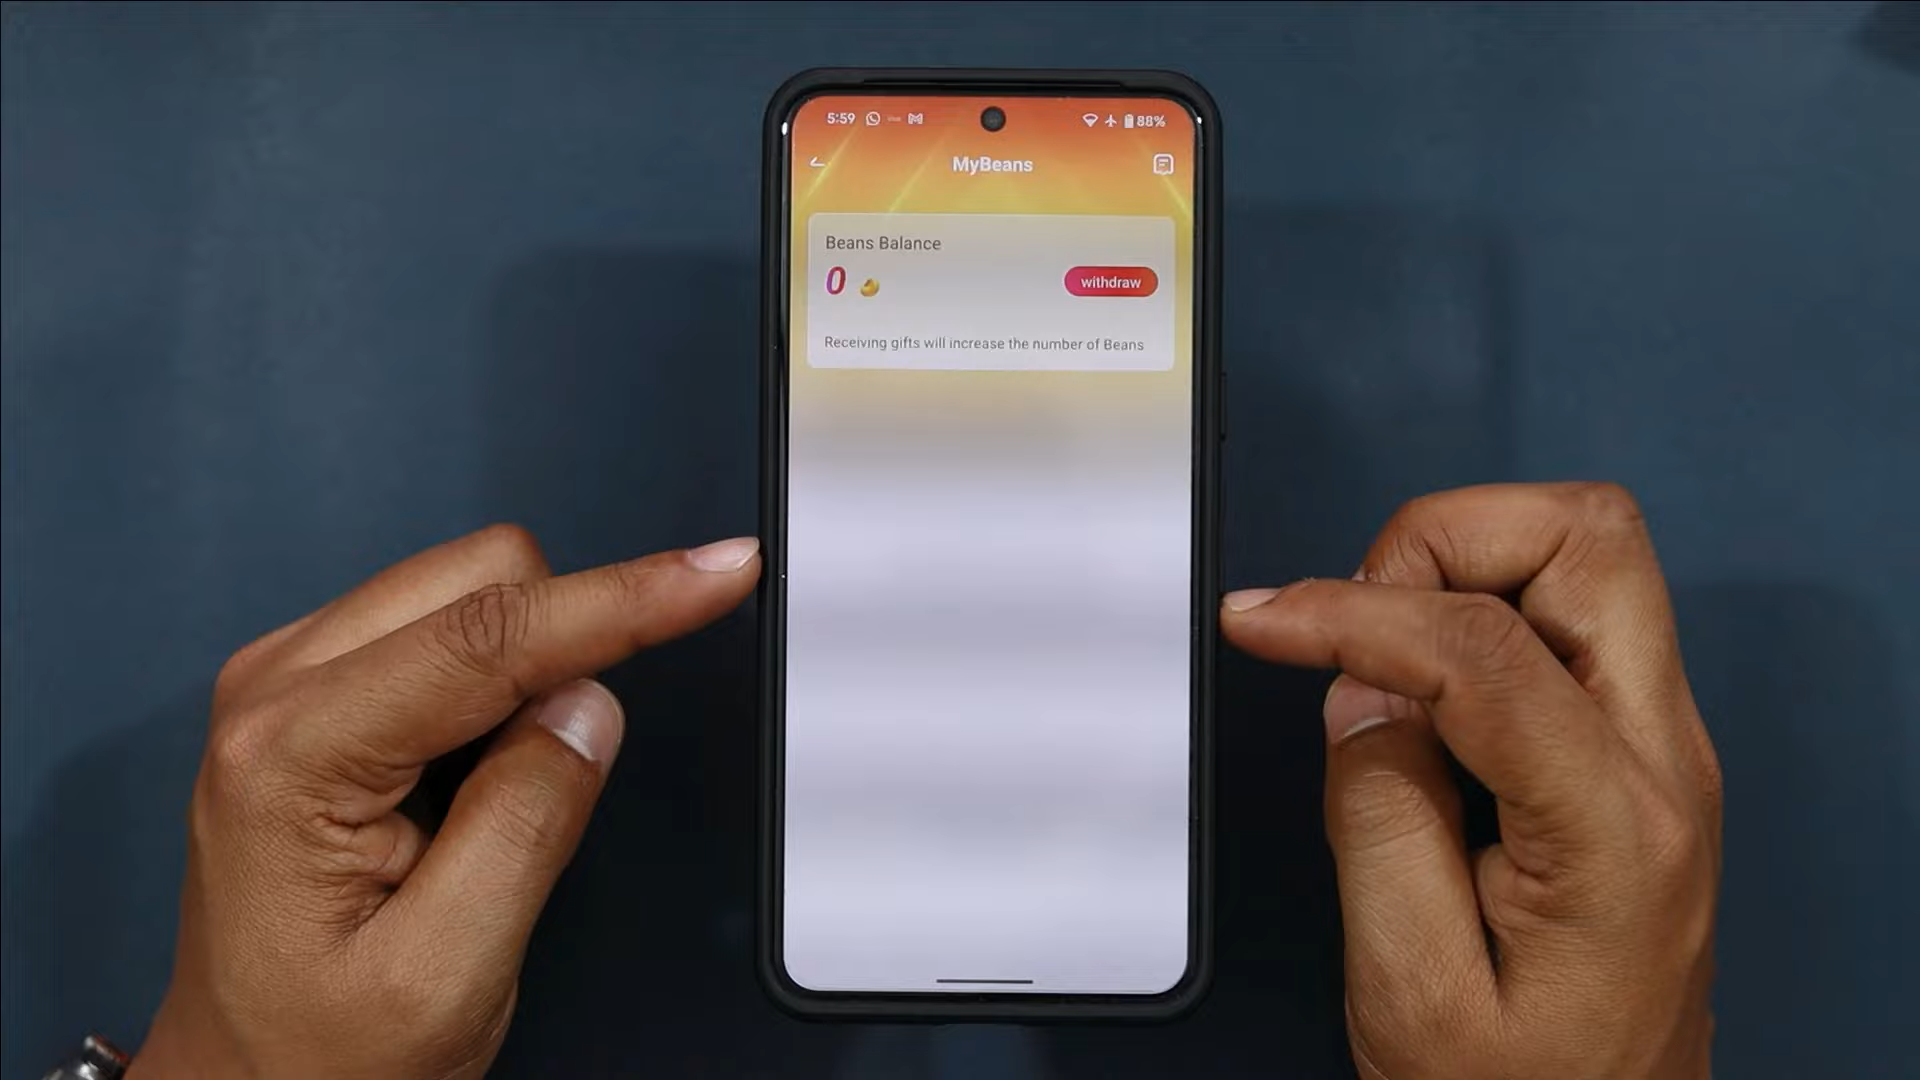 5:59 88%
MyBeans
Beans Balance
0
withdraw
Receiving gifts will increase the number of Beans